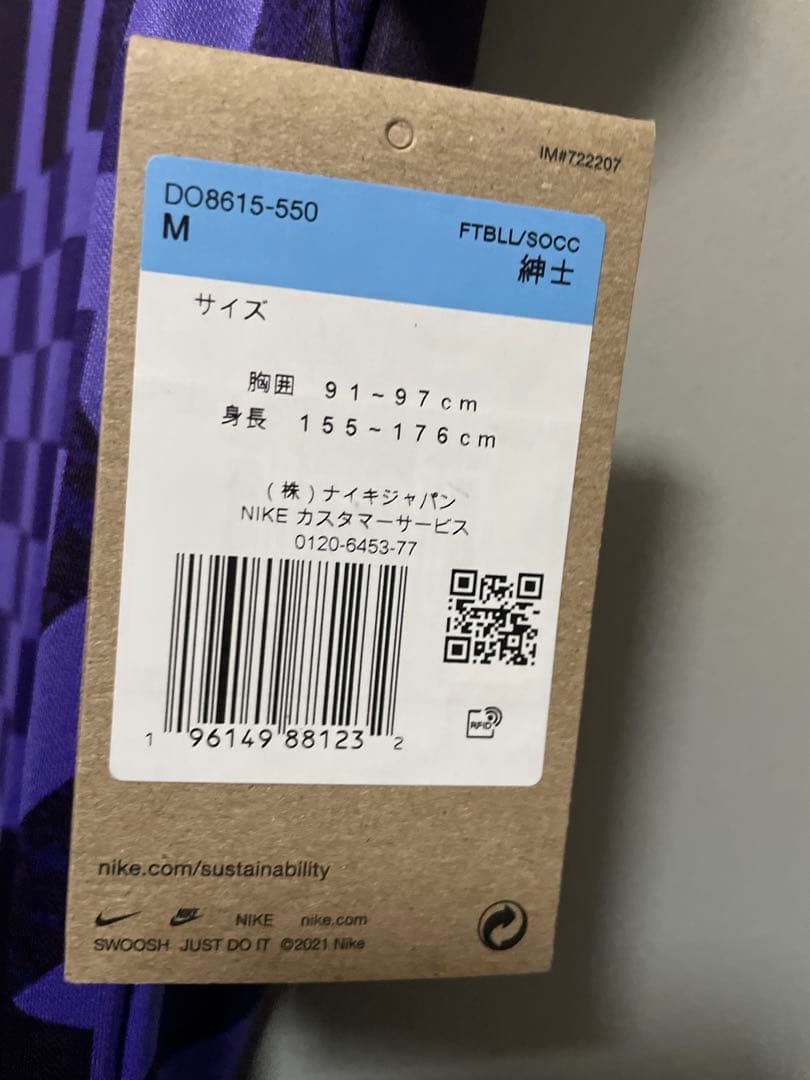 IM#722207
DO8615-550
M
FTBLL/SOCC
紳士
サイズ
胸囲 91~97cm
身長 155~176cm
(株)ナイキジャパン
NIKE カスタマーサービス
0120-6453-77
1 96149 88123 2
RFID
nike.com/sustainability
NIKE NIKE nike.com
SWOOSH JUST DO IT ©2021 Nike